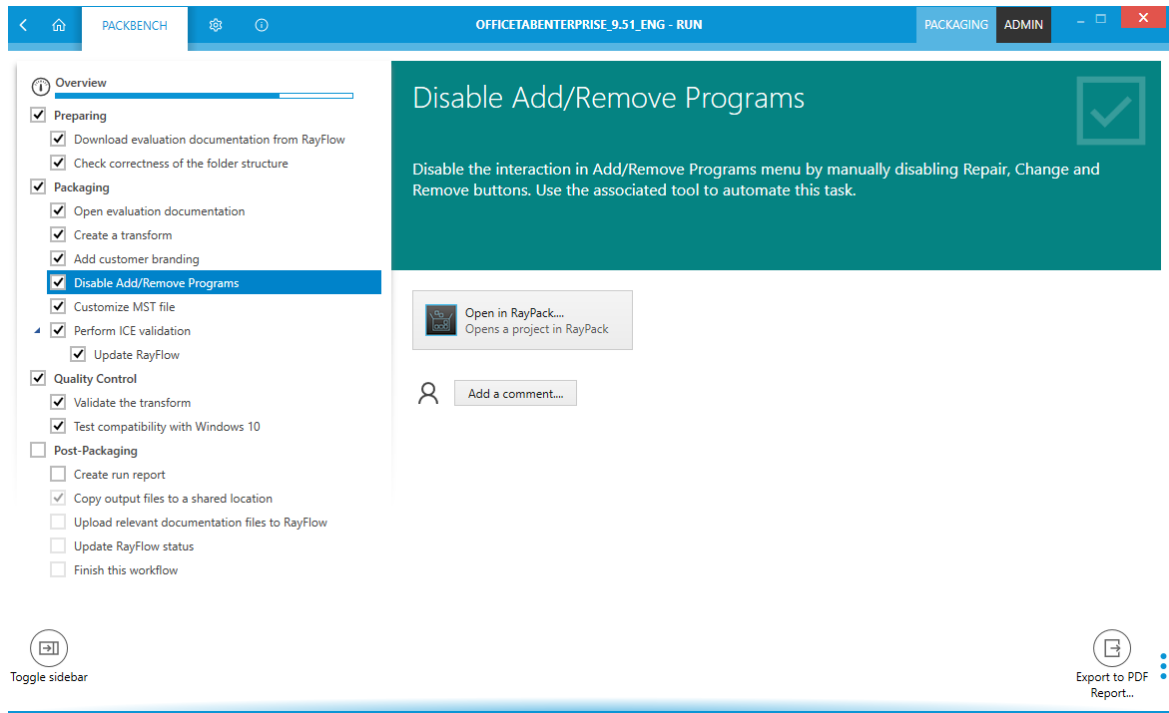 PACKBENCH
OFFICETABENTERPRISE_9.51_ENG - RUN
PACKAGING
ADMIN
Overview
Preparing
Download evaluation documentation from RayFlow
Check correctness of the folder structure
Packaging
Open evaluation documentation
Create a transform
Add customer branding
Disable Add/Remove Programs
Customize MST file
Perform ICE validation
Update RayFlow
Quality Control
Validate the transform
Test compatibility with Windows 10
Post-Packaging
Create run report
Copy output files to a shared location
Upload relevant documentation files to RayFlow
Update RayFlow status
Finish this workflow
Toggle sidebar
Disable Add/Remove Programs
Disable the interaction in Add/Remove Programs menu by manually disabling Repair, Change and
Remove buttons. Use the associated tool to automate this task.
Open in RayPack....
Opens a project in RayPack
Add a comment....
Export to PDF
Report...